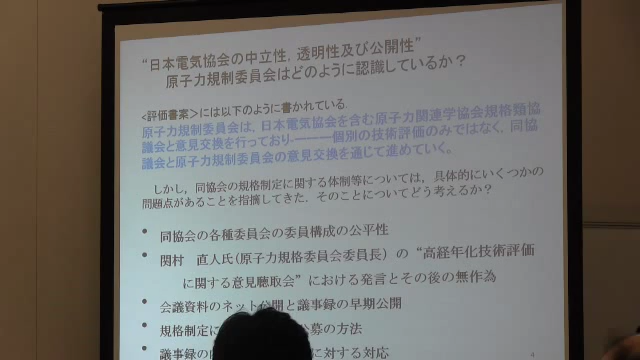 “日本電気協会の中立性，透明性及び公開性”
原子力規制委員会はどのように認識しているか？
<評価書案>には以下のように書かれている．
原子力規制委員会は，日本電気協会を含む原子力関連学協会規格類協
議会と意見交換を行っており ------ 個別の技術評価のみではなく，同協
議会と原子力規制委員会の意見交換を通じて進めていく。
しかし，同協会の規格制定に関する体制等については，具体的にいくつかの
問題点があることを指摘してきた．そのことについてどう考えるか？
• 同協会の各種委員会の委員構成の公平性
• 関村　直人氏(原子力規格委員会委員長）の“高経年化技術評価
に関する意見聴取会”における発言とその後の無作為
• 会議資料のネット公開と議事録の早期公開
• 規格制定に 公募の方法
• 議事録の に対する対応
4